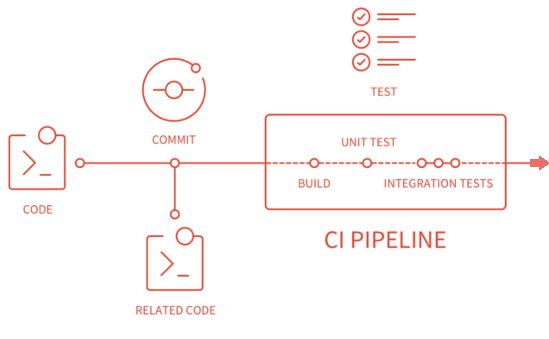 TEST
COMMIT
UNIT TEST
BUILD
INTEGRATION TESTS
CODE
CI PIPELINE
RELATED CODE